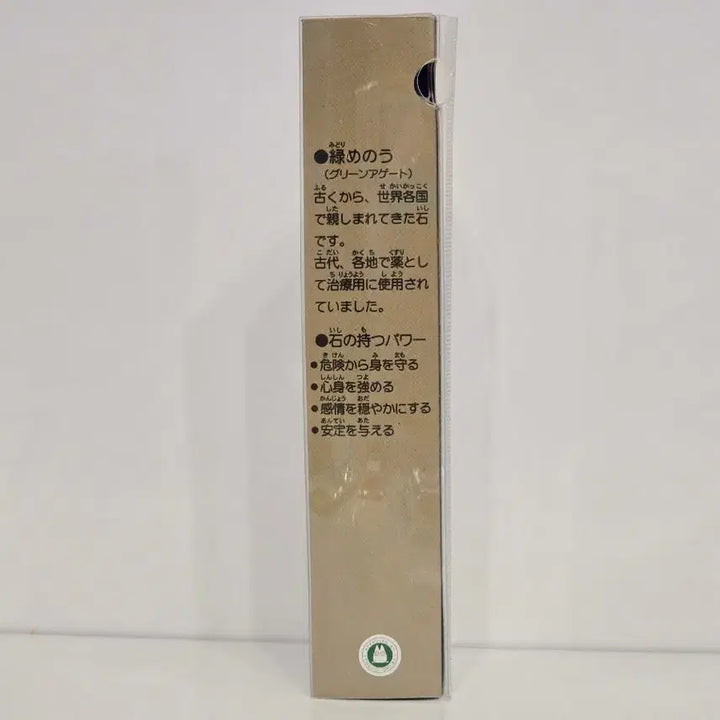 ●緑めのう
(グリーンアゲート)
古くから、世界各国
で親しまれてきた石
です。
古代、各地で薬とし
て治療用に使用され
ていました。
●石の持つパワー
●危険から身を守る
●心身を強める
●感情を穏やかにする
●安定を与える